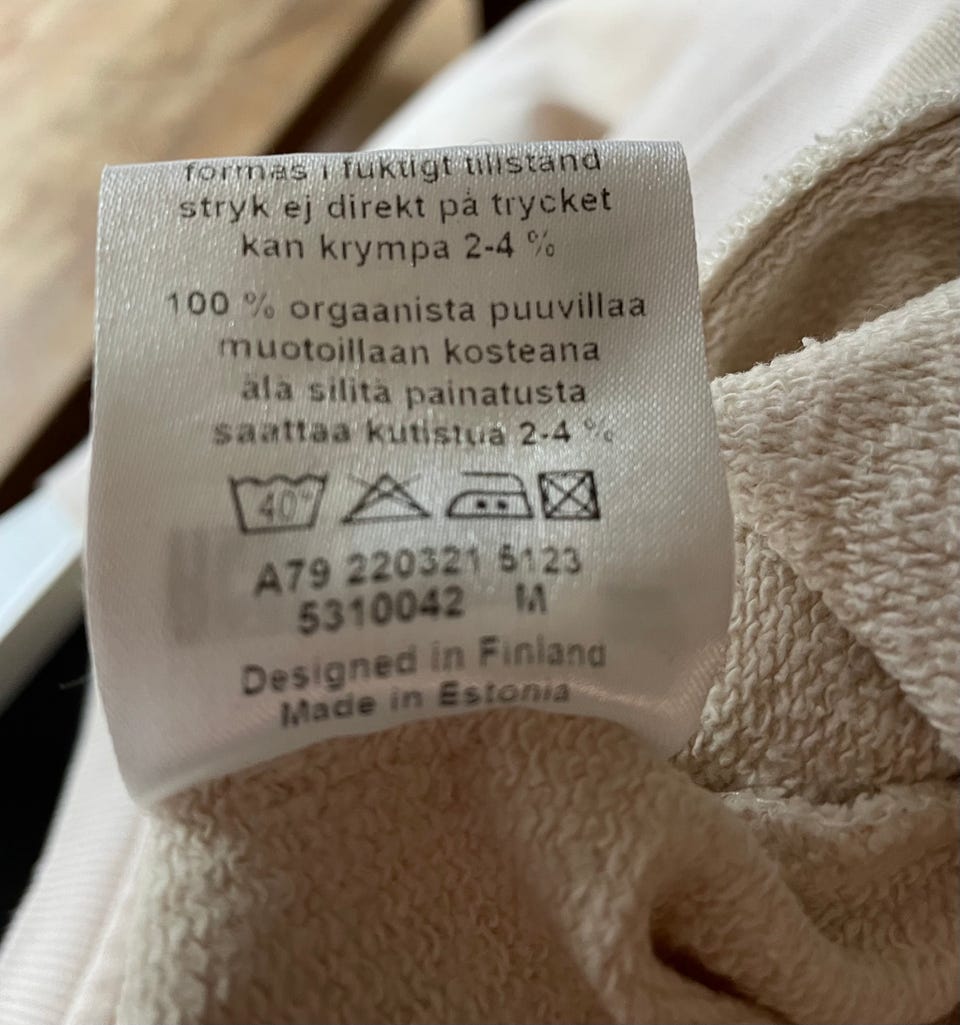 formas i fuktigt tillstånd
stryk ej direkt på trycket
kan krympa 2-4 %
100 % orgaanista puuvillaa
muotoillaan kosteana
älä silitä painatusta
saattaa kutistua 2-4 %
40°
A79 220321 5123
5310042 M
Designed in Finland
Made in Estonia